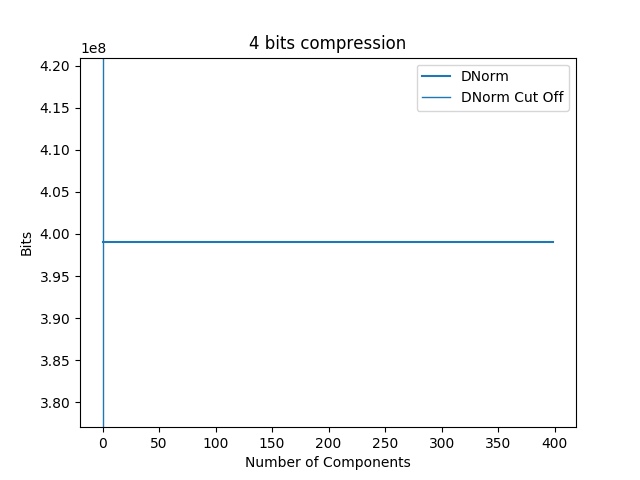 4 bits compression
1e8
4.20
4.15
4.10
4.05
4.00
3.95
3.90
3.85
3.80
Bits
0 50 100 150 200 250 300 350 400
Number of Components
DNorm
DNorm Cut Off